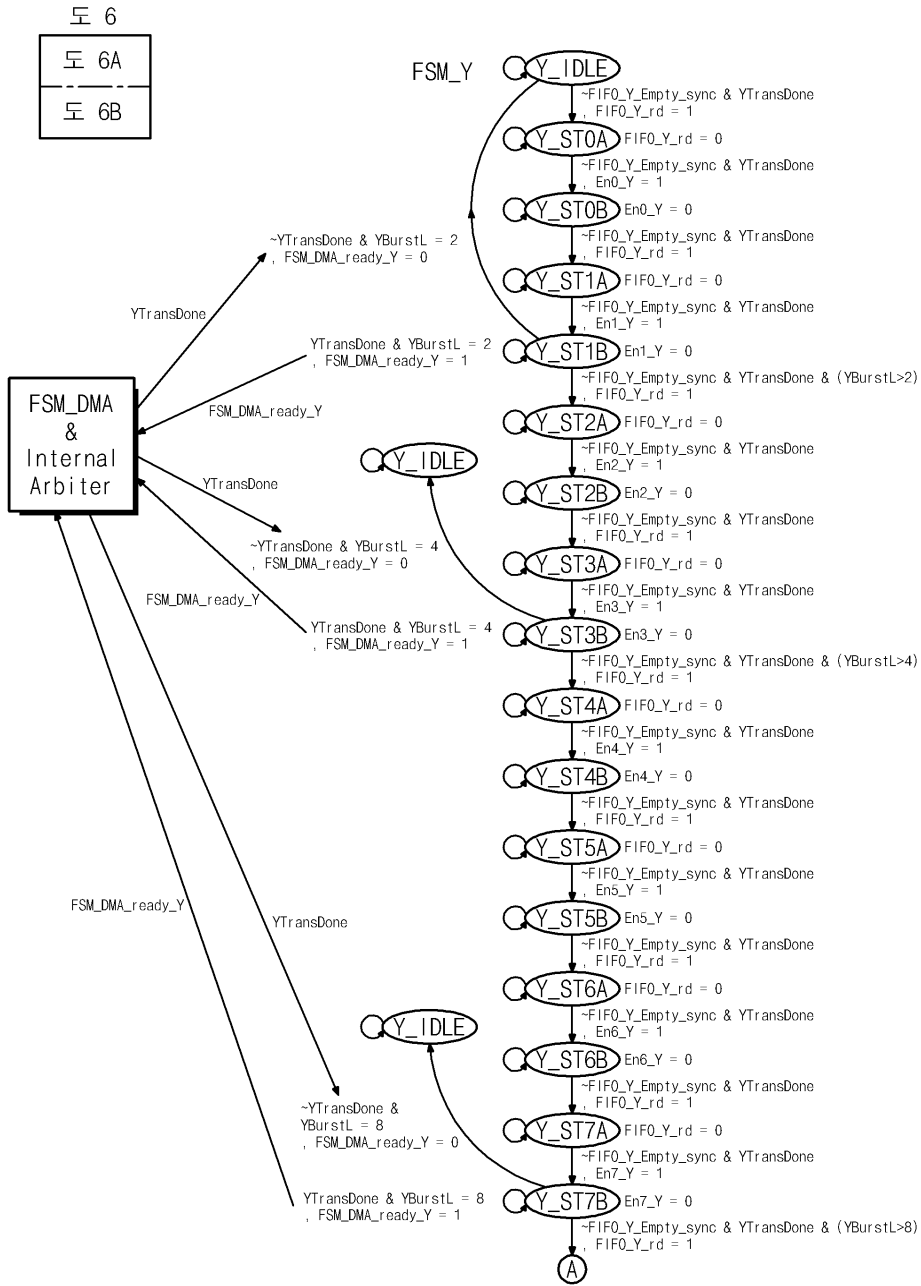 도 6
도 6A
도 6B
FSM_Y
Y_IDLE
~FIFO_Y_Empty_sync & YTransDone
, FIFO_Y_rd = 1
Y_ST0A
FIFO_Y_rd = 0
~FIFO_Y_Empty_sync & YTransDone
, En0_Y = 1
Y_ST0B
En0_Y = 0
~FIFO_Y_Empty_sync & YTransDone
, FIFO_Y_rd = 1
Y_ST1A
FIFO_Y_rd = 0
~FIFO_Y_Empty_sync & YTransDone
, En1_Y = 1
Y_ST1B
En1_Y = 0
~FIFO_Y_Empty_sync & YTransDone & (YBurstL>2)
, FIFO_Y_rd = 1
Y_ST2A
FIFO_Y_rd = 0
~FIFO_Y_Empty_sync & YTransDone
, En2_Y = 1
Y_ST2B
En2_Y = 0
~FIFO_Y_Empty_sync & YTransDone
, FIFO_Y_rd = 1
Y_ST3A
FIFO_Y_rd = 0
~FIFO_Y_Empty_sync & YTransDone
, En3_Y = 1
Y_ST3B
En3_Y = 0
~FIFO_Y_Empty_sync & YTransDone & (YBurstL>4)
, FIFO_Y_rd = 1
Y_ST4A
FIFO_Y_rd = 0
~FIFO_Y_Empty_sync & YTransDone
, En4_Y = 1
Y_ST4B
En4_Y = 0
~FIFO_Y_Empty_sync & YTransDone
, FIFO_Y_rd = 1
Y_ST5A
FIFO_Y_rd = 0
~FIFO_Y_Empty_sync & YTransDone
, En5_Y = 1
Y_ST5B
En5_Y = 0
~FIFO_Y_Empty_sync & YTransDone
, FIFO_Y_rd = 1
Y_ST6A
FIFO_Y_rd = 0
~FIFO_Y_Empty_sync & YTransDone
, En6_Y = 1
Y_ST6B
En6_Y = 0
~FIFO_Y_Empty_sync & YTransDone
, FIFO_Y_rd = 1
Y_ST7A
FIFO_Y_rd = 0
~FIFO_Y_Empty_sync & YTransDone
, En7_Y = 1
Y_ST7B
En7_Y = 0
~FIFO_Y_Empty_sync & YTransDone & (YBurstL>8)
, FIFO_Y_rd = 1
A
~YTransDone & YBurstL = 2
, FSM_DMA_ready_Y = 0
YTransDone
YTransDone & YBurstL = 2
, FSM_DMA_ready_Y = 1
FSM_DMA_ready_Y
FSM_DMA
&
Internal
Arbiter
YTransDone
Y_IDLE
~YTransDone & YBurstL = 4
, FSM_DMA_ready_Y = 0
FSM_DMA_ready_Y
YTransDone & YBurstL = 4
, FSM_DMA_ready_Y = 1
FSM_DMA_ready_Y
YTransDone
Y_IDLE
~YTransDone &
YBurstL = 8
, FSM_DMA_ready_Y = 0
YTransDone & YBurstL = 8
, FSM_DMA_ready_Y = 1